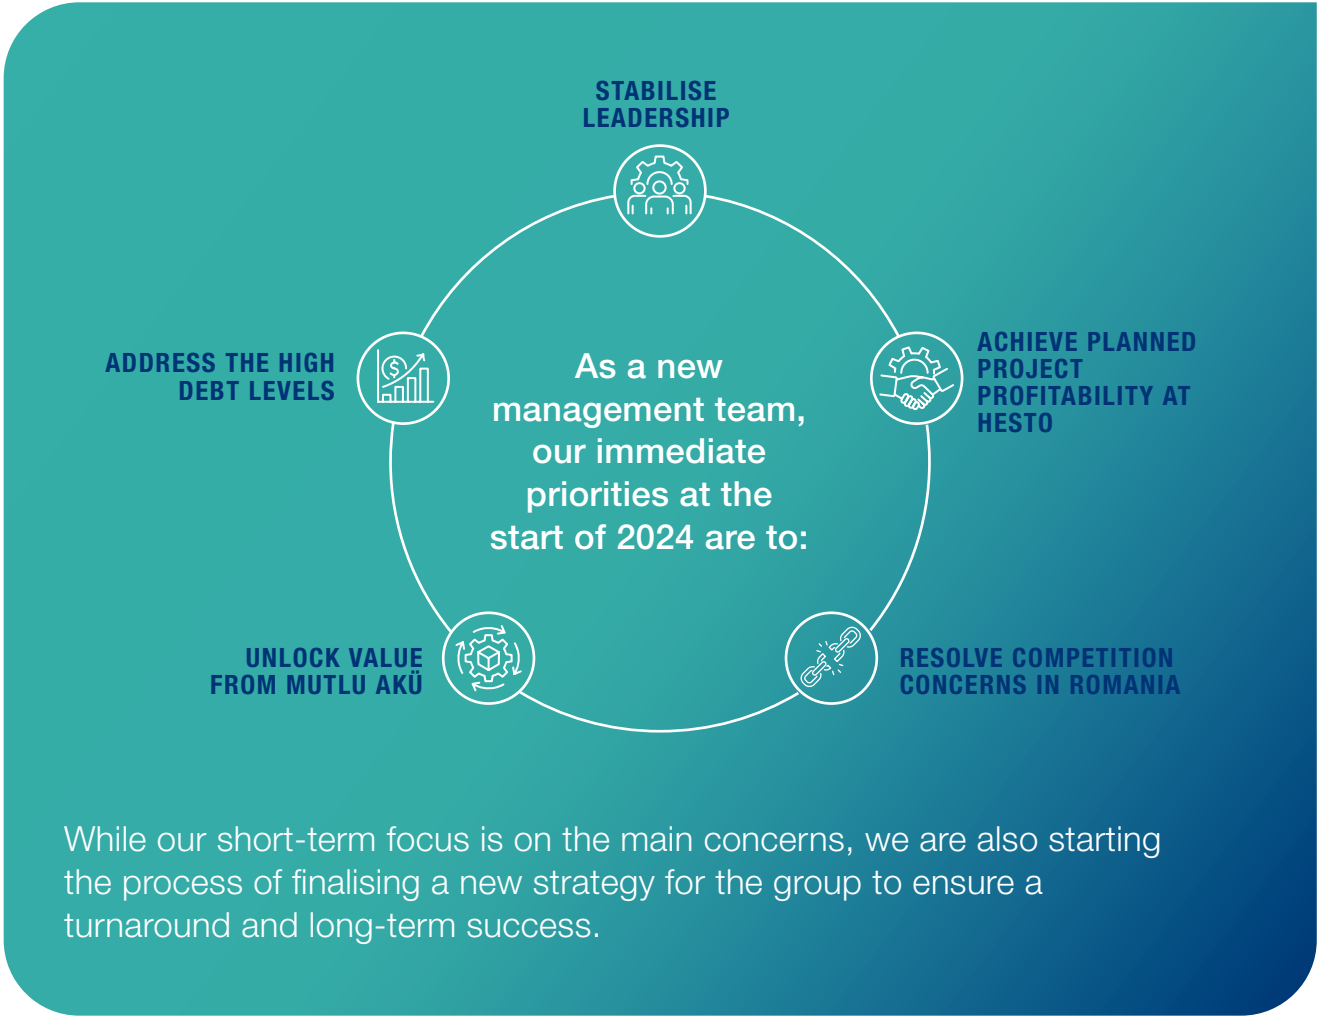 STABILISE
LEADERSHIP
ACHIEVE PLANNED
PROJECT
PROFITABILITY AT
HESTO
RESOLVE COMPETITION
CONCERNS IN ROMANIA
UNLOCK VALUE
FROM MUTLU AKÜ
ADDRESS THE HIGH
DEBT LEVELS
$
As a new
management team,
our immediate
priorities at the
start of 2024 are to:
While our short-term focus is on the main concerns, we are also starting
the process of finalising a new strategy for the group to ensure a
turnaround and long-term success.